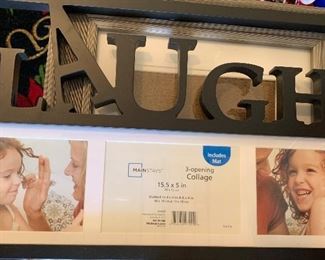 LAUGH
MAINSTAYS
3-opening
Collage
Includes
Mat
15.5 x 5 in